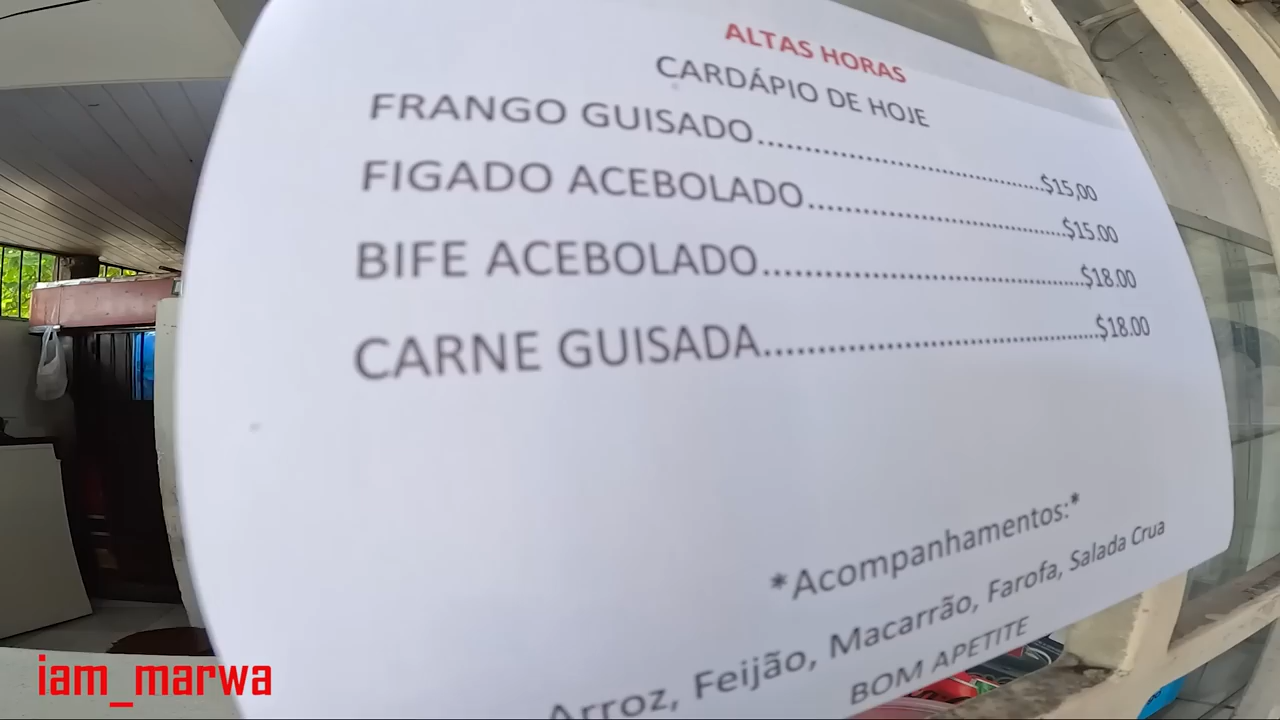 ALTAS HORAS
CARDÁPIO DE HOJE
FRANGO GUISADO................................................$15,00
FIGADO ACEBOLADO...........................................$15.00
BIFE ACEBOLADO.................................................$18.00
CARNE GUISADA..................................................$18.00
*Acompanhamentos:*
Arroz, Feijão, Macarrão, Farofa, Salada Crua
BOM APETITE
iam_marwa